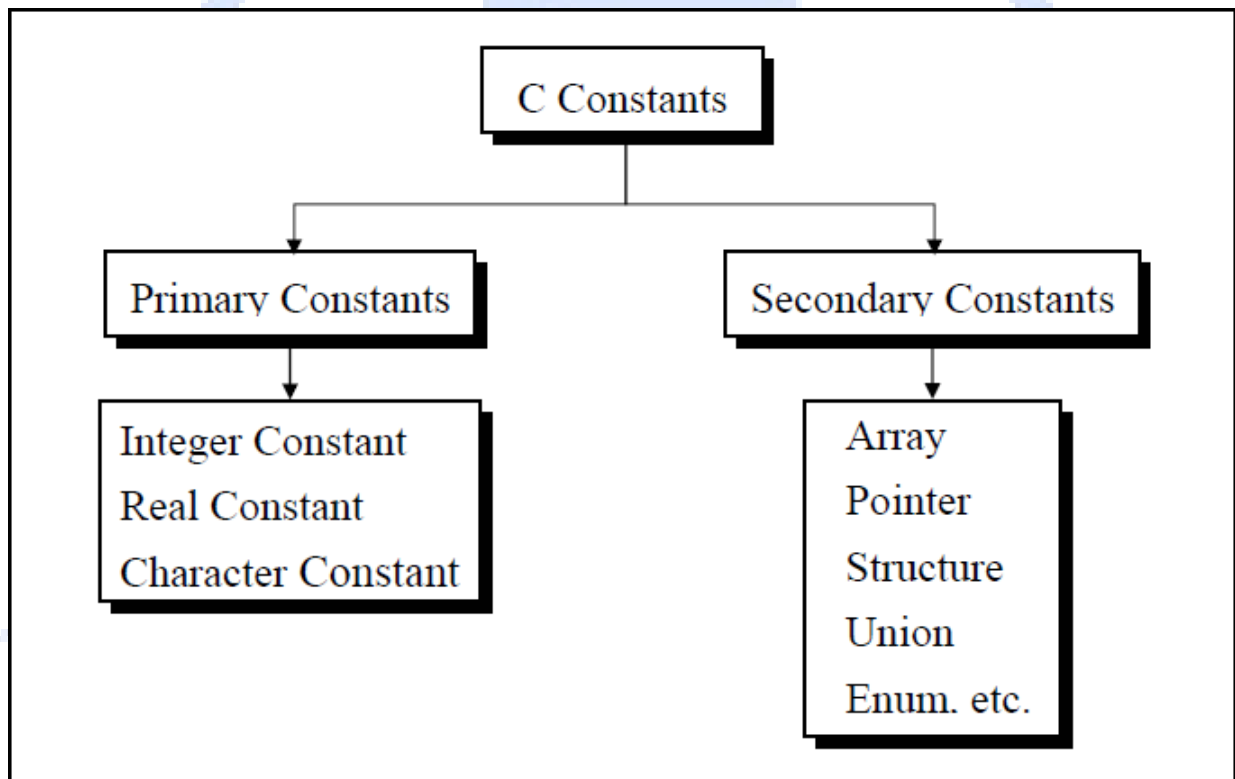 C Constants
Primary Constants
Secondary Constants
Integer Constant
Real Constant
Character Constant
Array
Pointer
Structure
Union
Enum. etc.